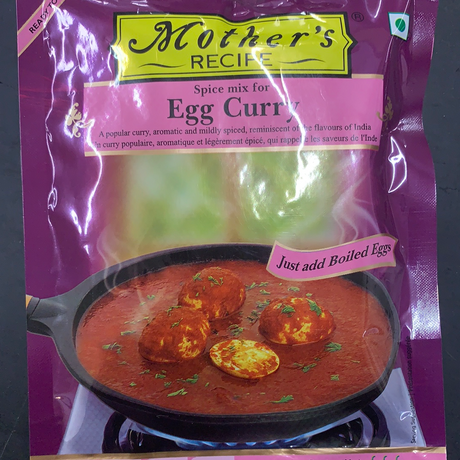 READY TO
Mother's
RECIPE
®
Spice mix for
Egg Curry
A popular curry, aromatic and mildly spiced, reminiscent of the flavours of India
curry populaire, aromatique et légèrement épicé, qui rappelle les saveurs de l'Inde
Just add Boiled Eggs